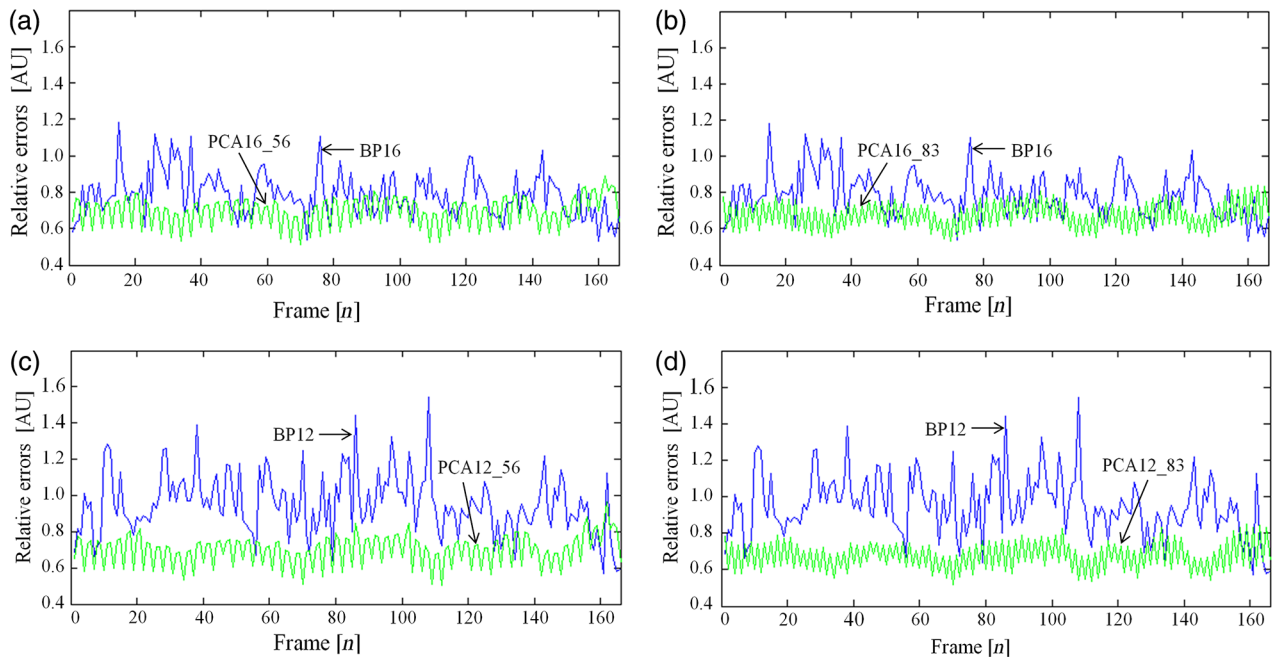 (a)
Relative errors [AU]
1.6
1.4
1.2
1.0
0.8
0.6
0.4
PCA16_56
BP16
0 20 40 60 80 100 120 140 160
Frame [n]
(b)
Relative errors [AU]
1.6
1.4
1.2
1.0
0.8
0.6
0.4
PCA16_83
BP16
0 20 40 60 80 100 120 140 160
Frame [n]
(c)
Relative errors [AU]
1.6
1.4
1.2
1.0
0.8
0.6
0.4
BP12
PCA12_56
0 20 40 60 80 100 120 140 160
Frame [n]
(d)
Relative errors [AU]
1.6
1.4
1.2
1.0
0.8
0.6
0.4
BP12
PCA12_83
0 20 40 60 80 100 120 140 160
Frame [n]